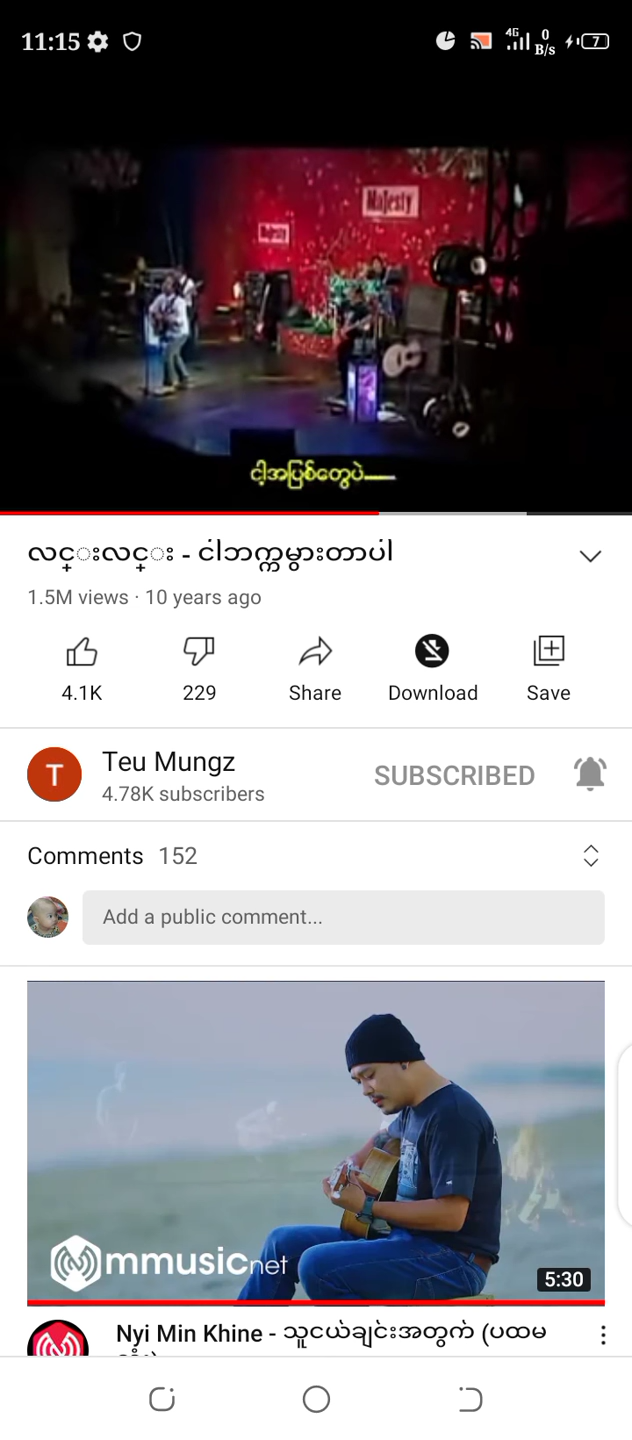 11:15
4G
0
B/s
7
Majesty
Majesty
ငါ့အပြစ်တွေပဲ
လင္းလင္း - ငါဘက္ကမွားတာပါ
1.5M views · 10 years ago
4.1K
229
Share
Download
Save
T
Teu Mungz
4.78K subscribers
SUBSCRIBED
Comments 152
Add a public comment...
mmusicnet
5:30
Nyi Min Khine - သူငယ်ချင်းအတွက် (ပထမ